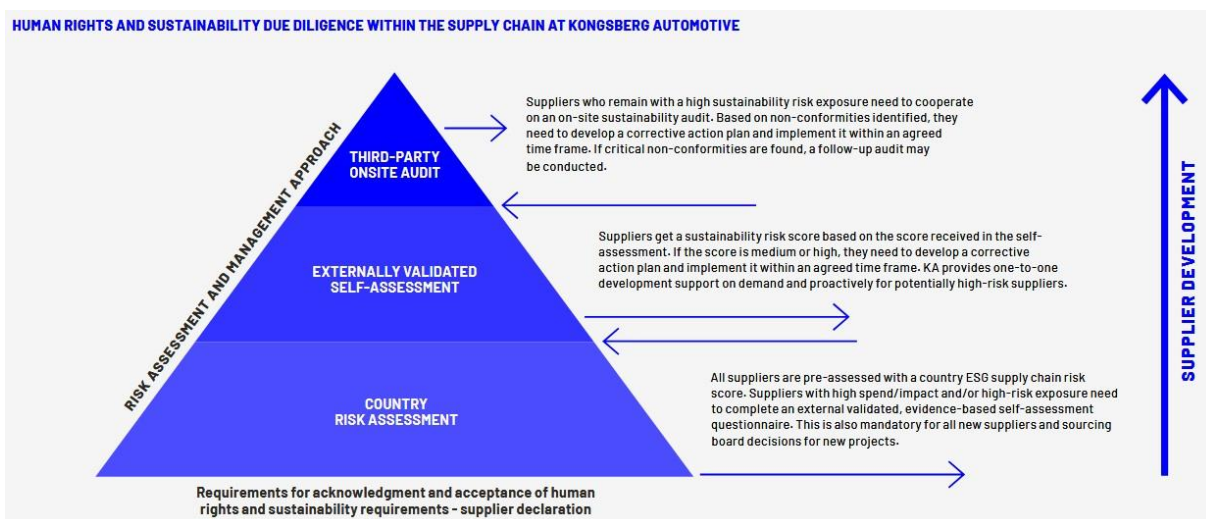 HUMAN RIGHTS AND SUSTAINABILITY DUE DILIGENCE WITHIN THE SUPPLY CHAIN AT KONGSBERG AUTOMOTIVE
RISK ASSESSMENT AND MANAGEMENT APPROACH
THIRD-PARTY
ONSITE AUDIT
Suppliers who remain with a high sustainability risk exposure need to cooperate
on an on-site sustainability audit. Based on non-conformities identified, they
need to develop a corrective action plan and implement it within an agreed
time frame. If critical non-conformities are found, a follow-up audit may
be conducted.
EXTERNALLY VALIDATED
SELF-ASSESSMENT
Suppliers get a sustainability risk score based on the score received in the self-
assessment. If the score is medium or high, they need to develop a corrective
action plan and implement it within an agreed time frame. KA provides one-to-one
development support on demand and proactively for potentially high-risk suppliers.
COUNTRY
RISK ASSESSMENT
All suppliers are pre-assessed with a country ESG supply chain risk
score. Suppliers with high spend/impact and/or high-risk exposure need
to complete an external validated, evidence-based self-assessment
questionnaire. This is also mandatory for all new suppliers and sourcing
board decisions for new projects.
Requirements for acknowledgment and acceptance of human
rights and sustainability requirements - supplier declaration
SUPPLIER DEVELOPMENT